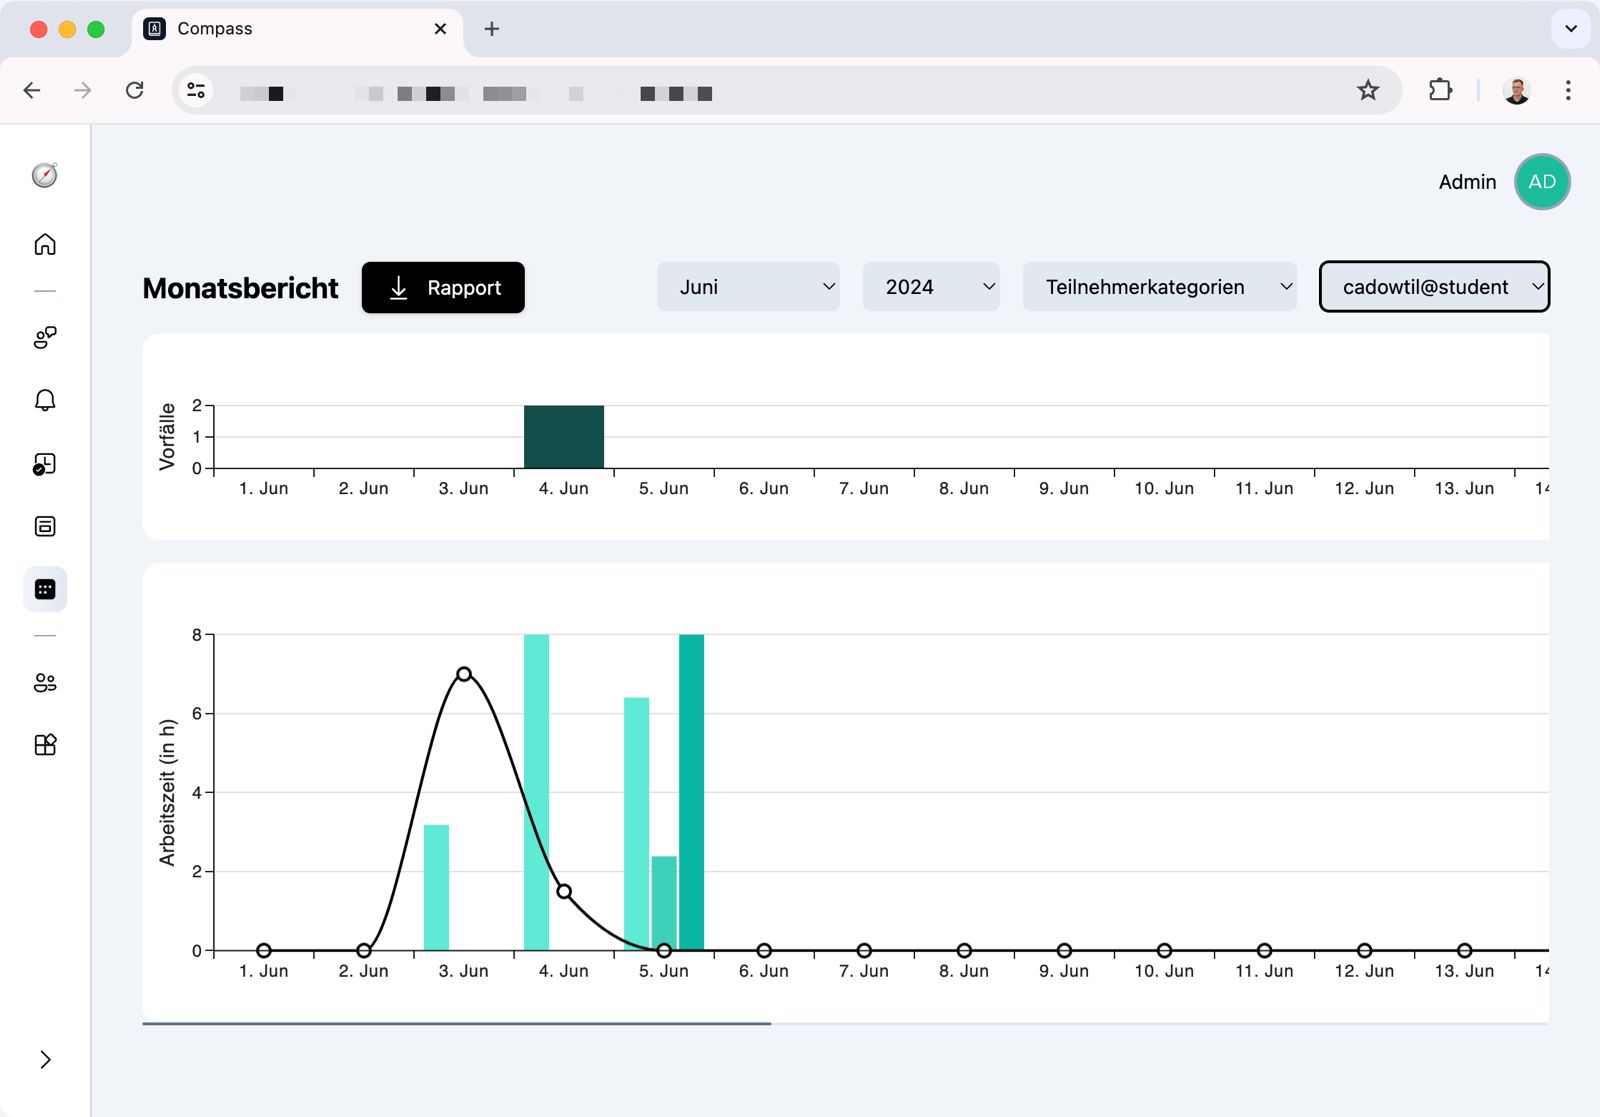 Compass
Admin
AD
Monatsbericht
Rapport
Juni
2024
Teilnehmerkategorien
cadowtil@student
Vorfälle
2
1
0
1. Jun 2. Jun 3. Jun 4. Jun 5. Jun 6. Jun 7. Jun 8. Jun 9. Jun 10. Jun 11. Jun 12. Jun 13. Jun
Arbeitszeit (in h)
8
6
4
2
0
1. Jun 2. Jun 3. Jun 4. Jun 5. Jun 6. Jun 7. Jun 8. Jun 9. Jun 10. Jun 11. Jun 12. Jun 13. Jun